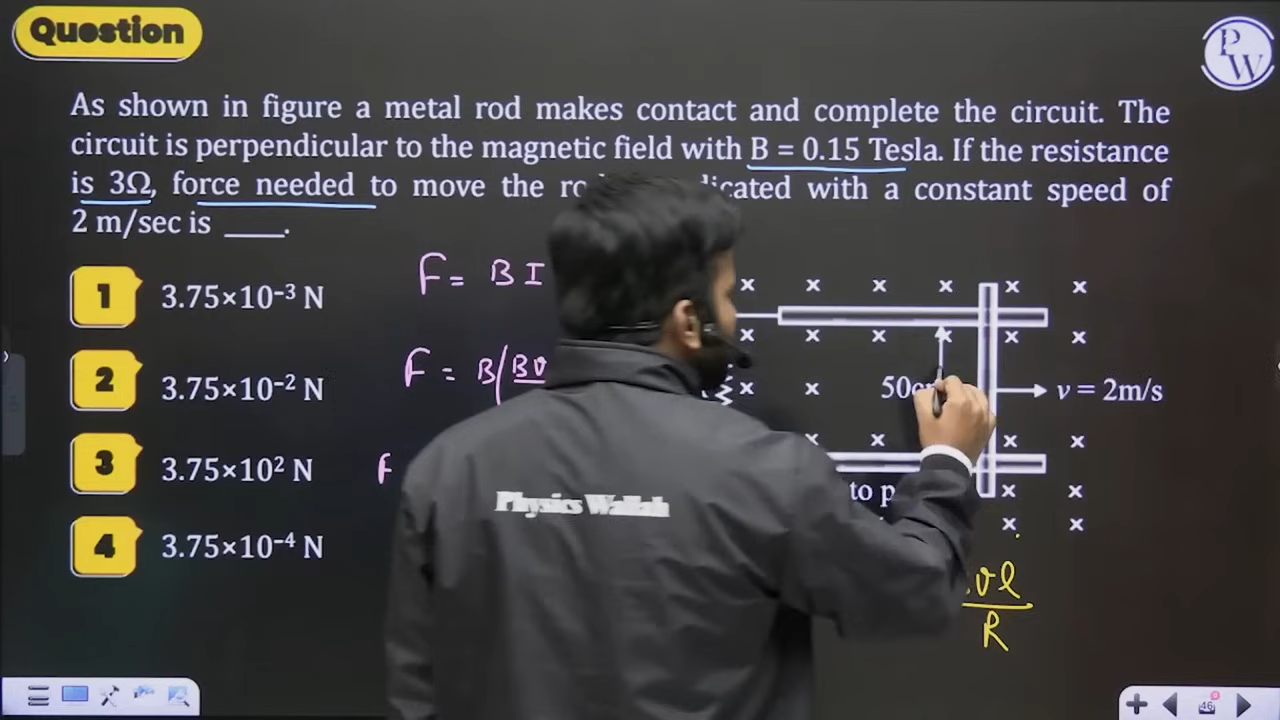 Question
PW
As shown in figure a metal rod makes contact and complete the circuit. The
circuit is perpendicular to the magnetic field with B = 0.15 Tesla. If the resistance
is 3Ω, force needed to move the icated with a constant speed of
2 m/sec is ____.
1 3.75×10⁻³ N
2 3.75×10⁻² N
3 3.75×10² N
4 3.75×10⁻⁴ N
F = B I
F = B(Bv
F
x x x x x x
x x x x x
x x 50c v = 2m/s
x x x x
to p x x
x x
vl
R
Physics Wallah
46